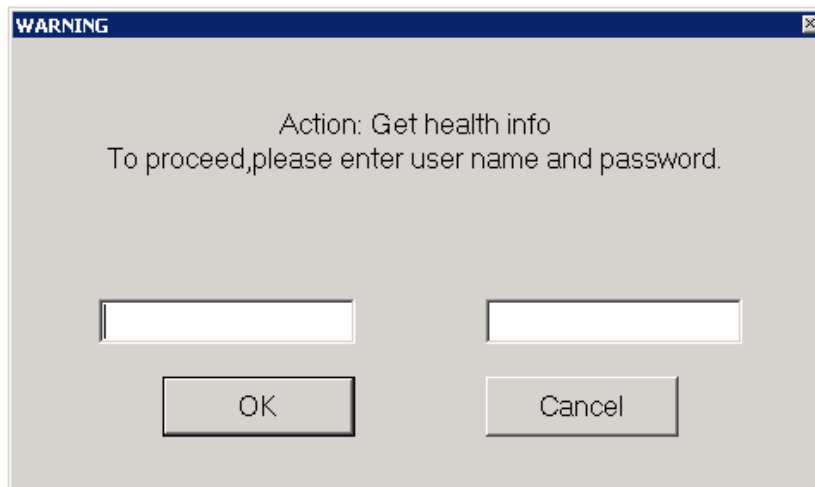 WARNING
Action: Get health info
To proceed,please enter user name and password.
OK
Cancel